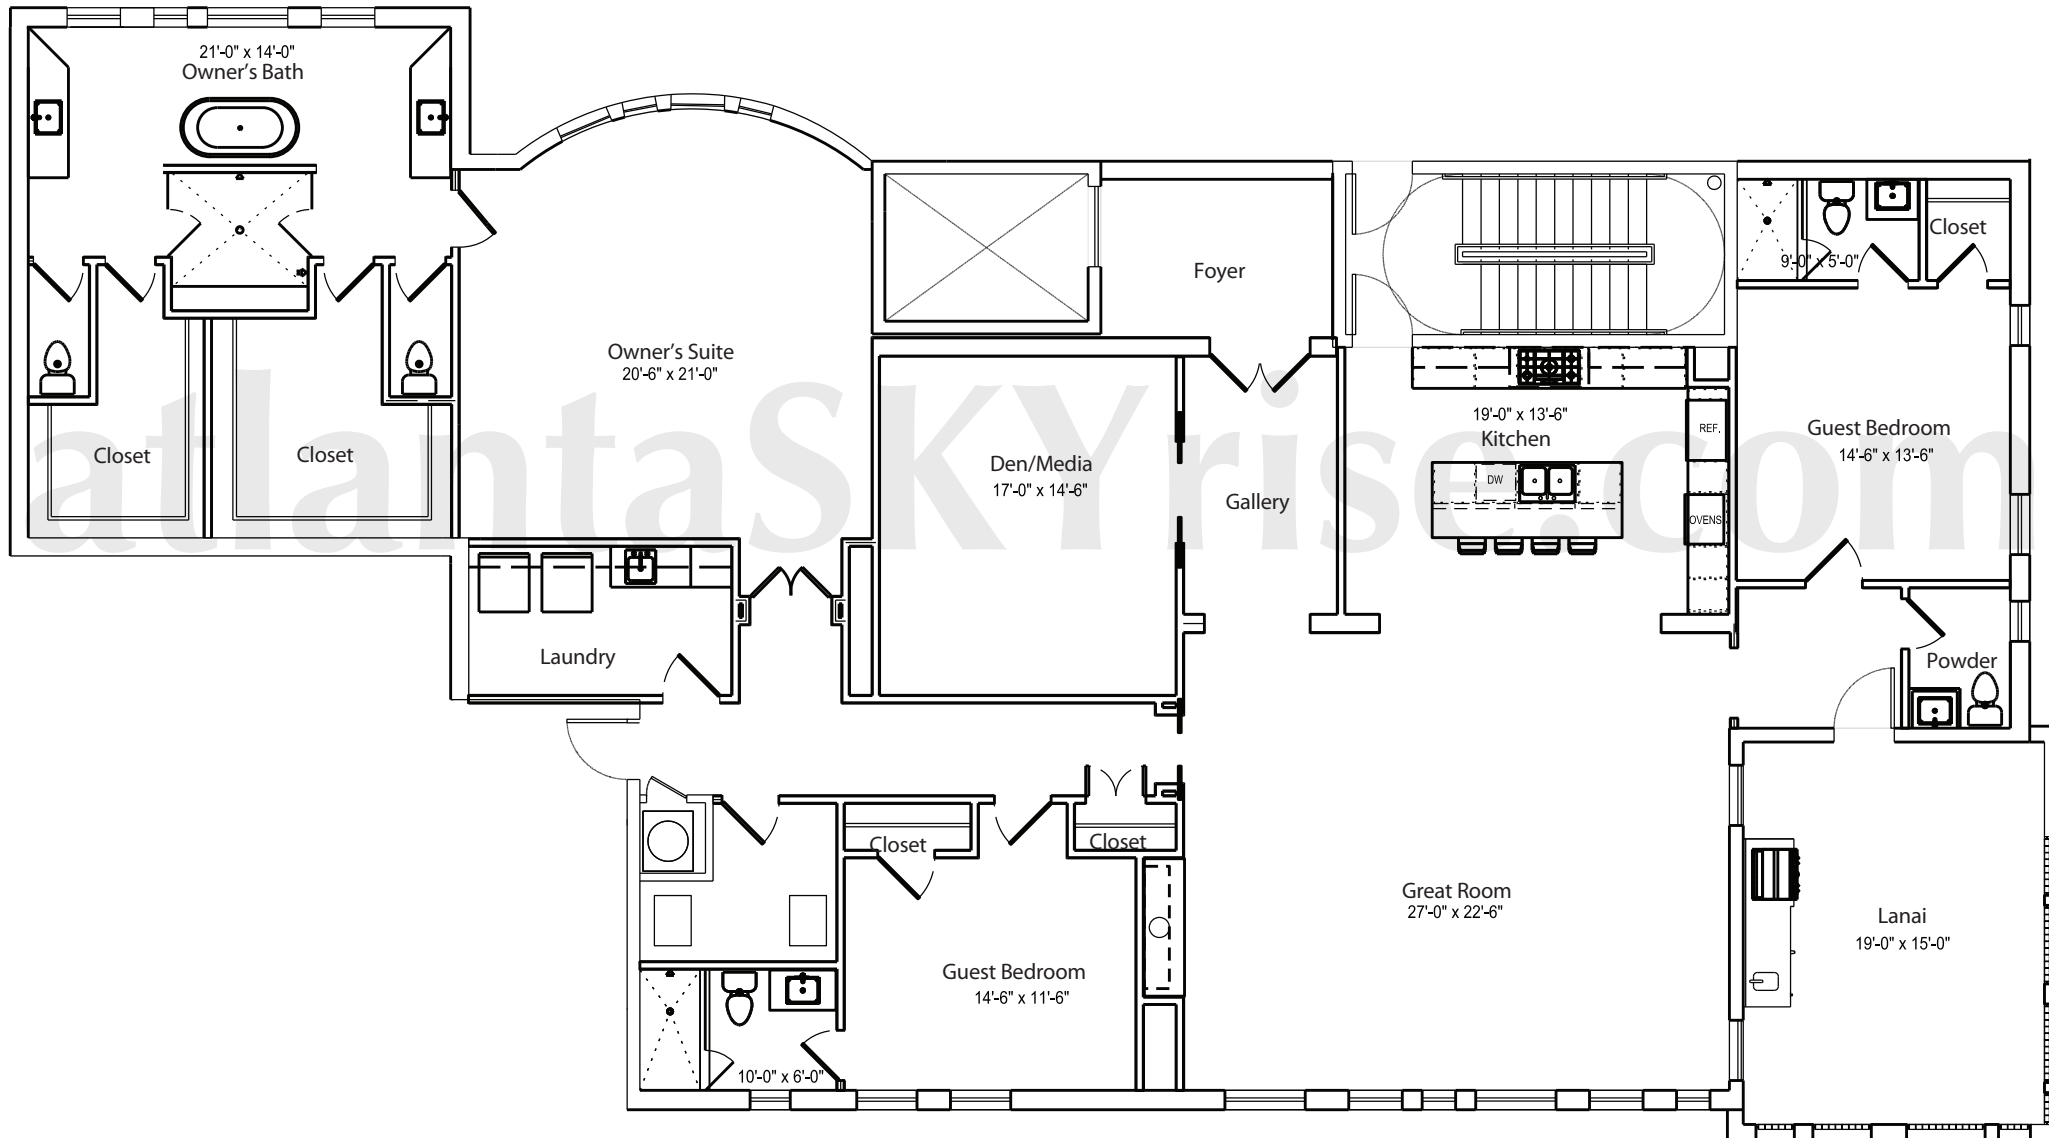 21'-0" x 14'-0"
Owner's Bath
Closet
9'-0" x 5'-0"
Foyer
Owner's Suite
20'-6" x 21'-0"
19'-0" x 13'-6"
Kitchen
REF.
Guest Bedroom
14'-6" x 13'-6"
Closet
Closet
Den/Media
17'-0" x 14'-6"
Gallery
DW
OVENS
atlantaSKYrise.com
Laundry
Powder
Closet
Closet
Great Room
27'-0" x 22'-6"
Lanai
19'-0" x 15'-0"
Guest Bedroom
14'-6" x 11'-6"
10'-0" x 6'-0"